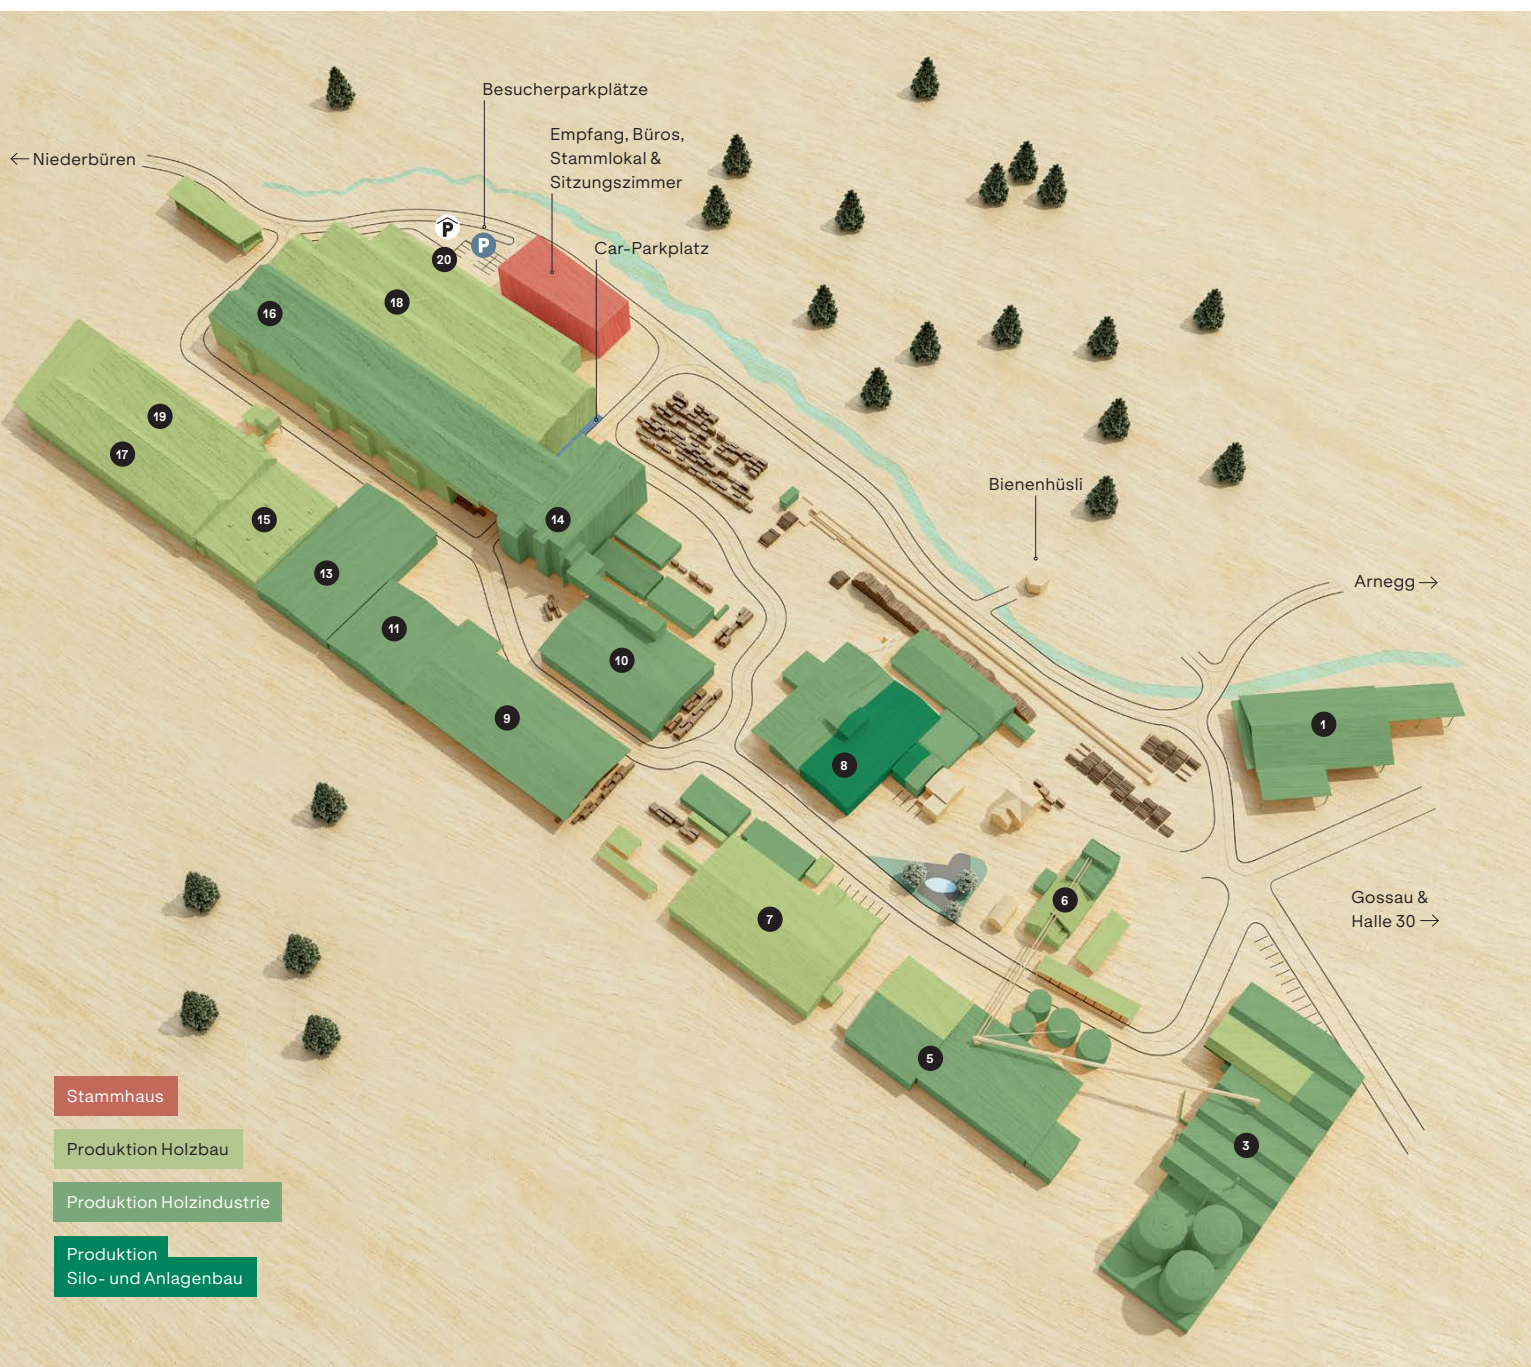 Besucherparkplätze
Empfang, Büros,
Stammlokal &
Sitzungszimmer
← Niederbüren
P
P
20
Car-Parkplatz
18
16
19
17
15
14
13
11
10
9
Bienenhüsli
Arnegg →
1
8
7
6
Gossau &
Halle 30 →
5
3
Stammhaus
Produktion Holzbau
Produktion Holzindustrie
Produktion
Silo- und Anlagenbau